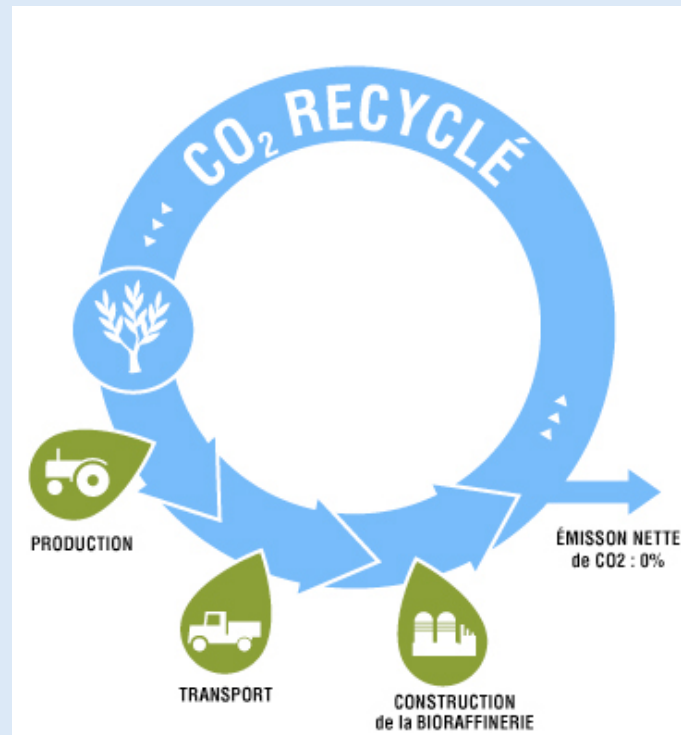 CO₂ RECYCLÉ
PRODUCTION
TRANSPORT
CONSTRUCTION
de la BIORAFFINERIE
ÉMISSON NETTE
de CO2 : 0%